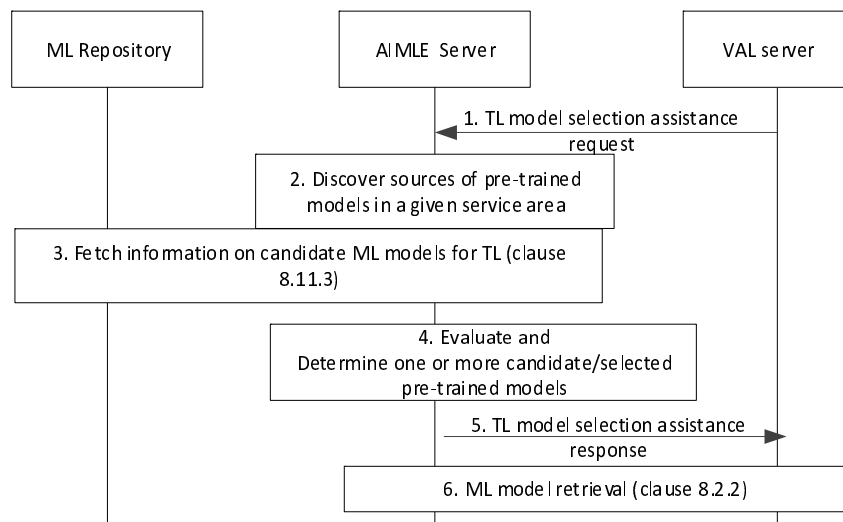 ML Repository
AIMLE Server
VAL server
1. TL model selection assistance
request
2. Discover sources of pre-trained
models in a given service area
3. Fetch information on candidate ML models for TL (clause
8.11.3)
4. Evaluate and
Determine one or more candidate/selected
pre-trained models
5. TL model selection assistance
response
6. ML model retrieval (clause 8.2.2)